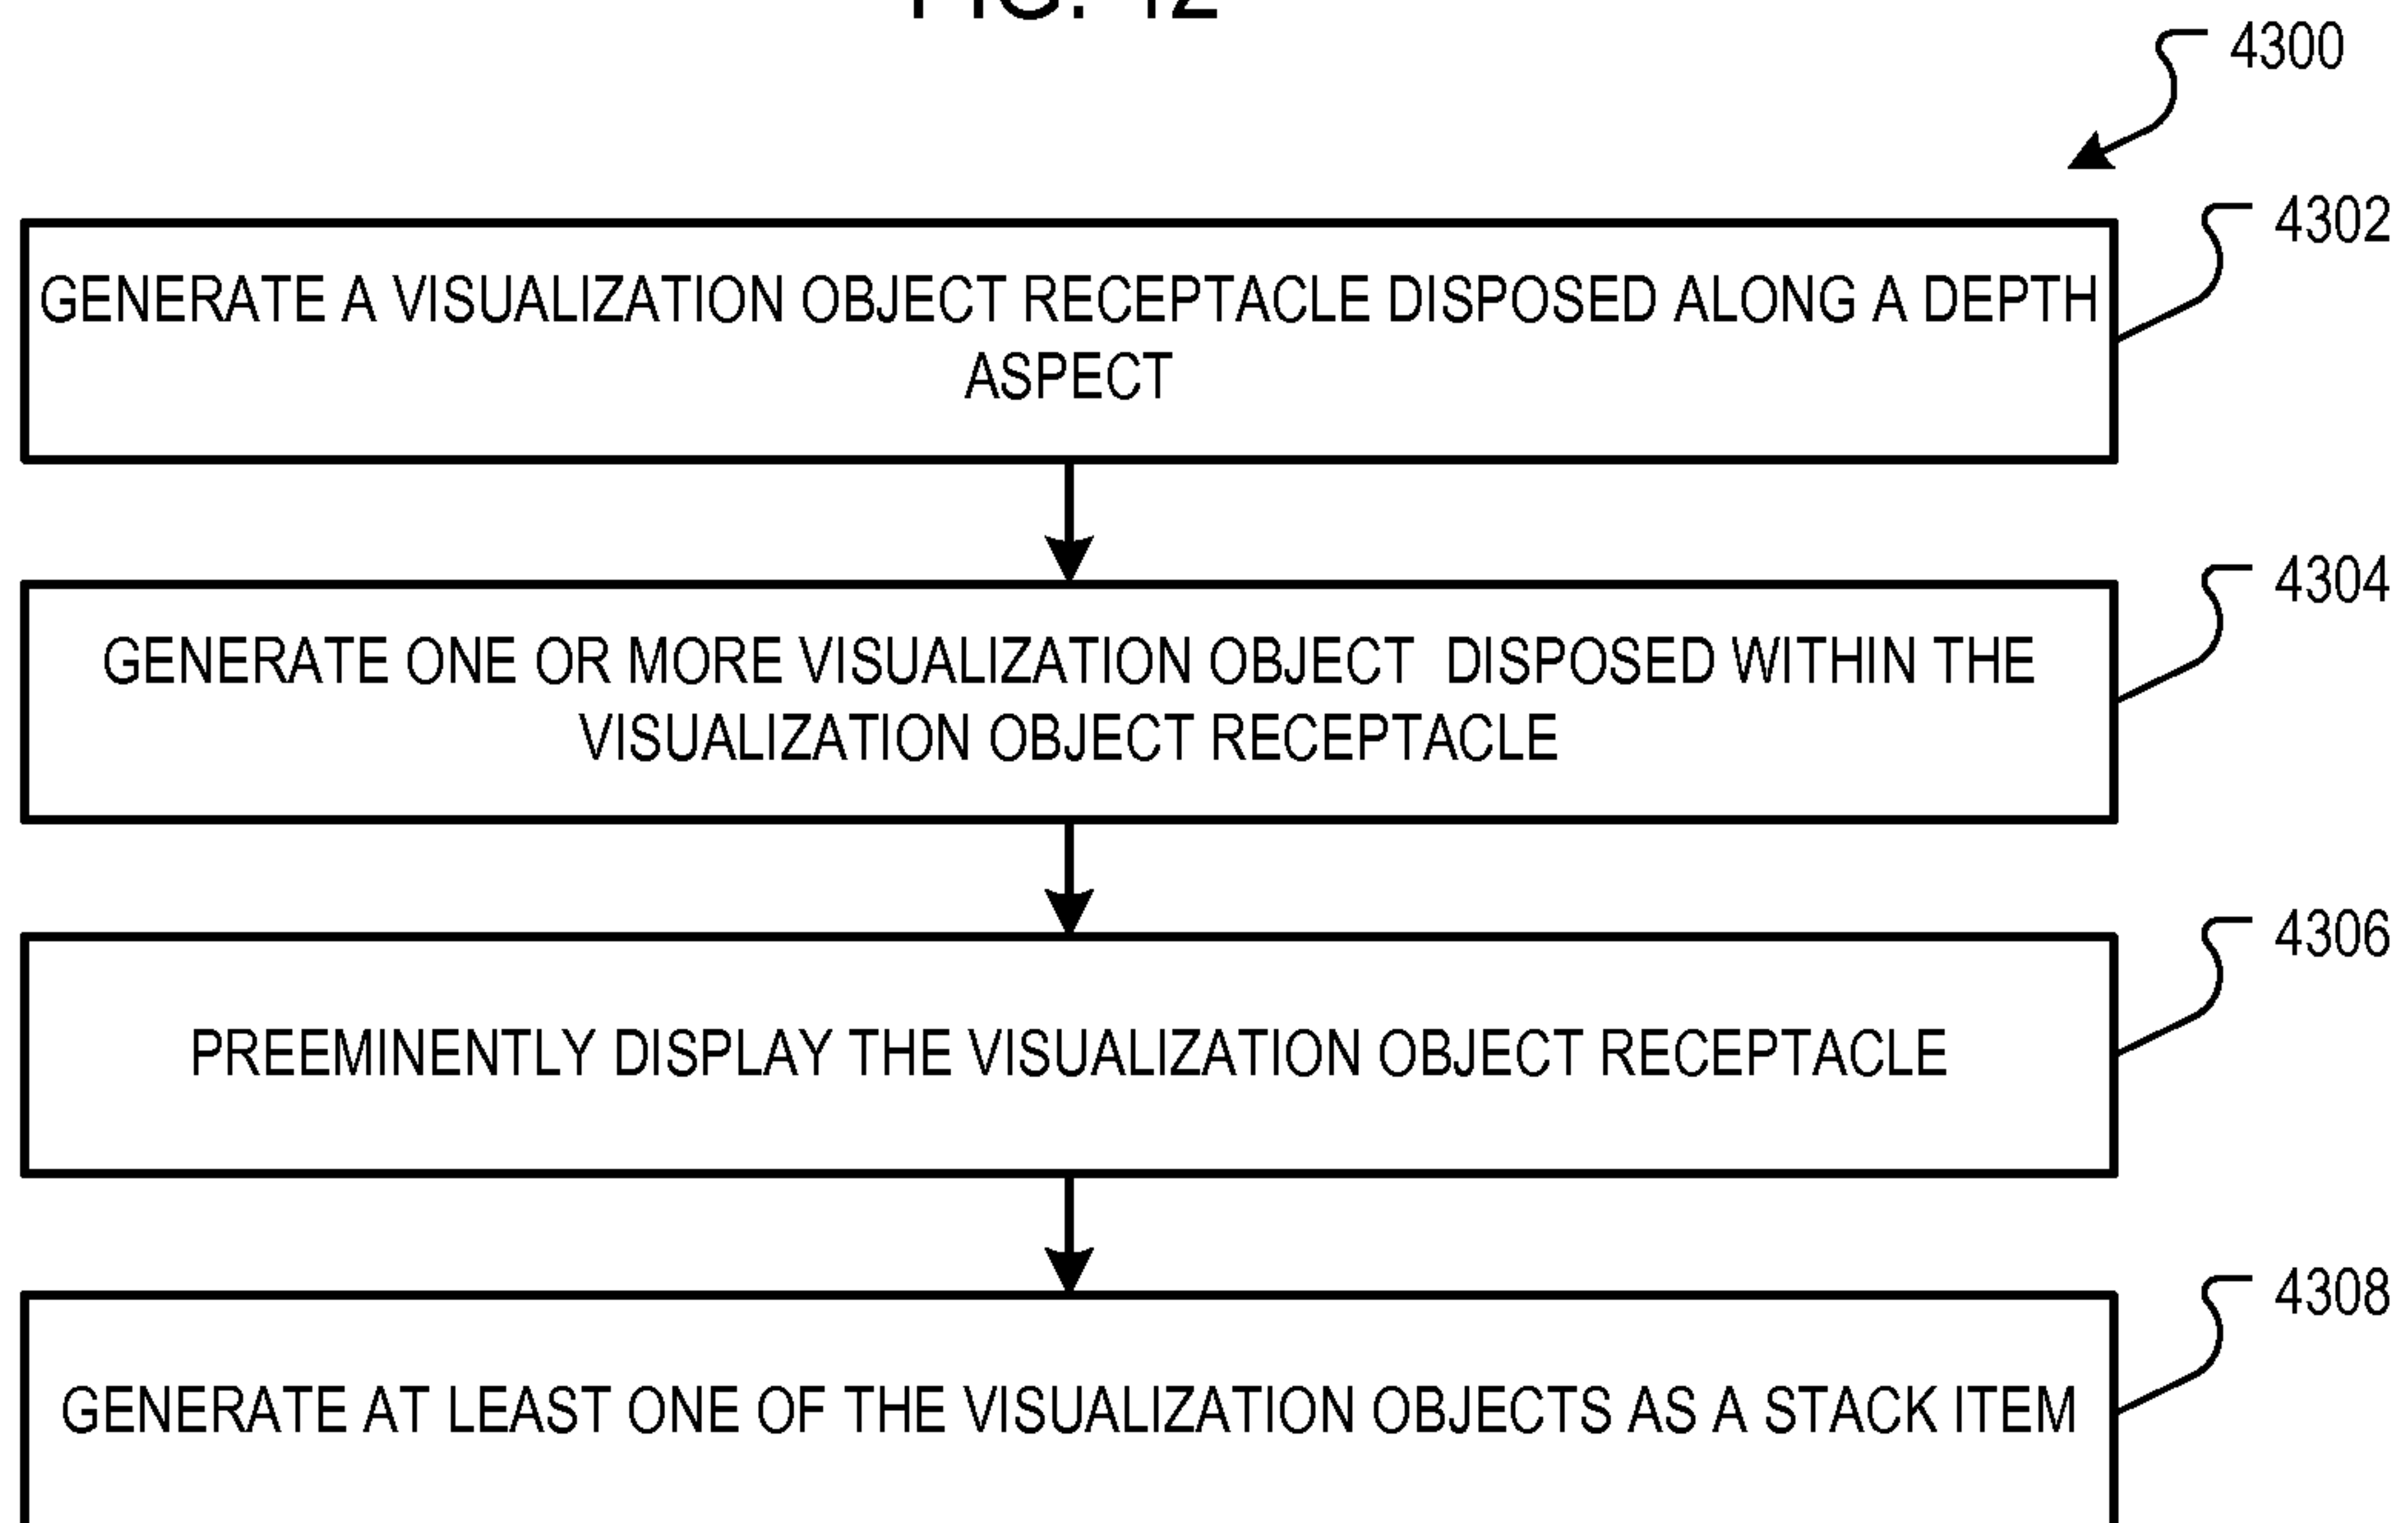 FIG. 42
4300
4302
GENERATE A VISUALIZATION OBJECT RECEPTACLE DISPOSED ALONG A DEPTH
ASPECT
4304
GENERATE ONE OR MORE VISUALIZATION OBJECT DISPOSED WITHIN THE
VISUALIZATION OBJECT RECEPTACLE
4306
PREEMINENTLY DISPLAY THE VISUALIZATION OBJECT RECEPTACLE
4308
GENERATE AT LEAST ONE OF THE VISUALIZATION OBJECTS AS A STACK ITEM